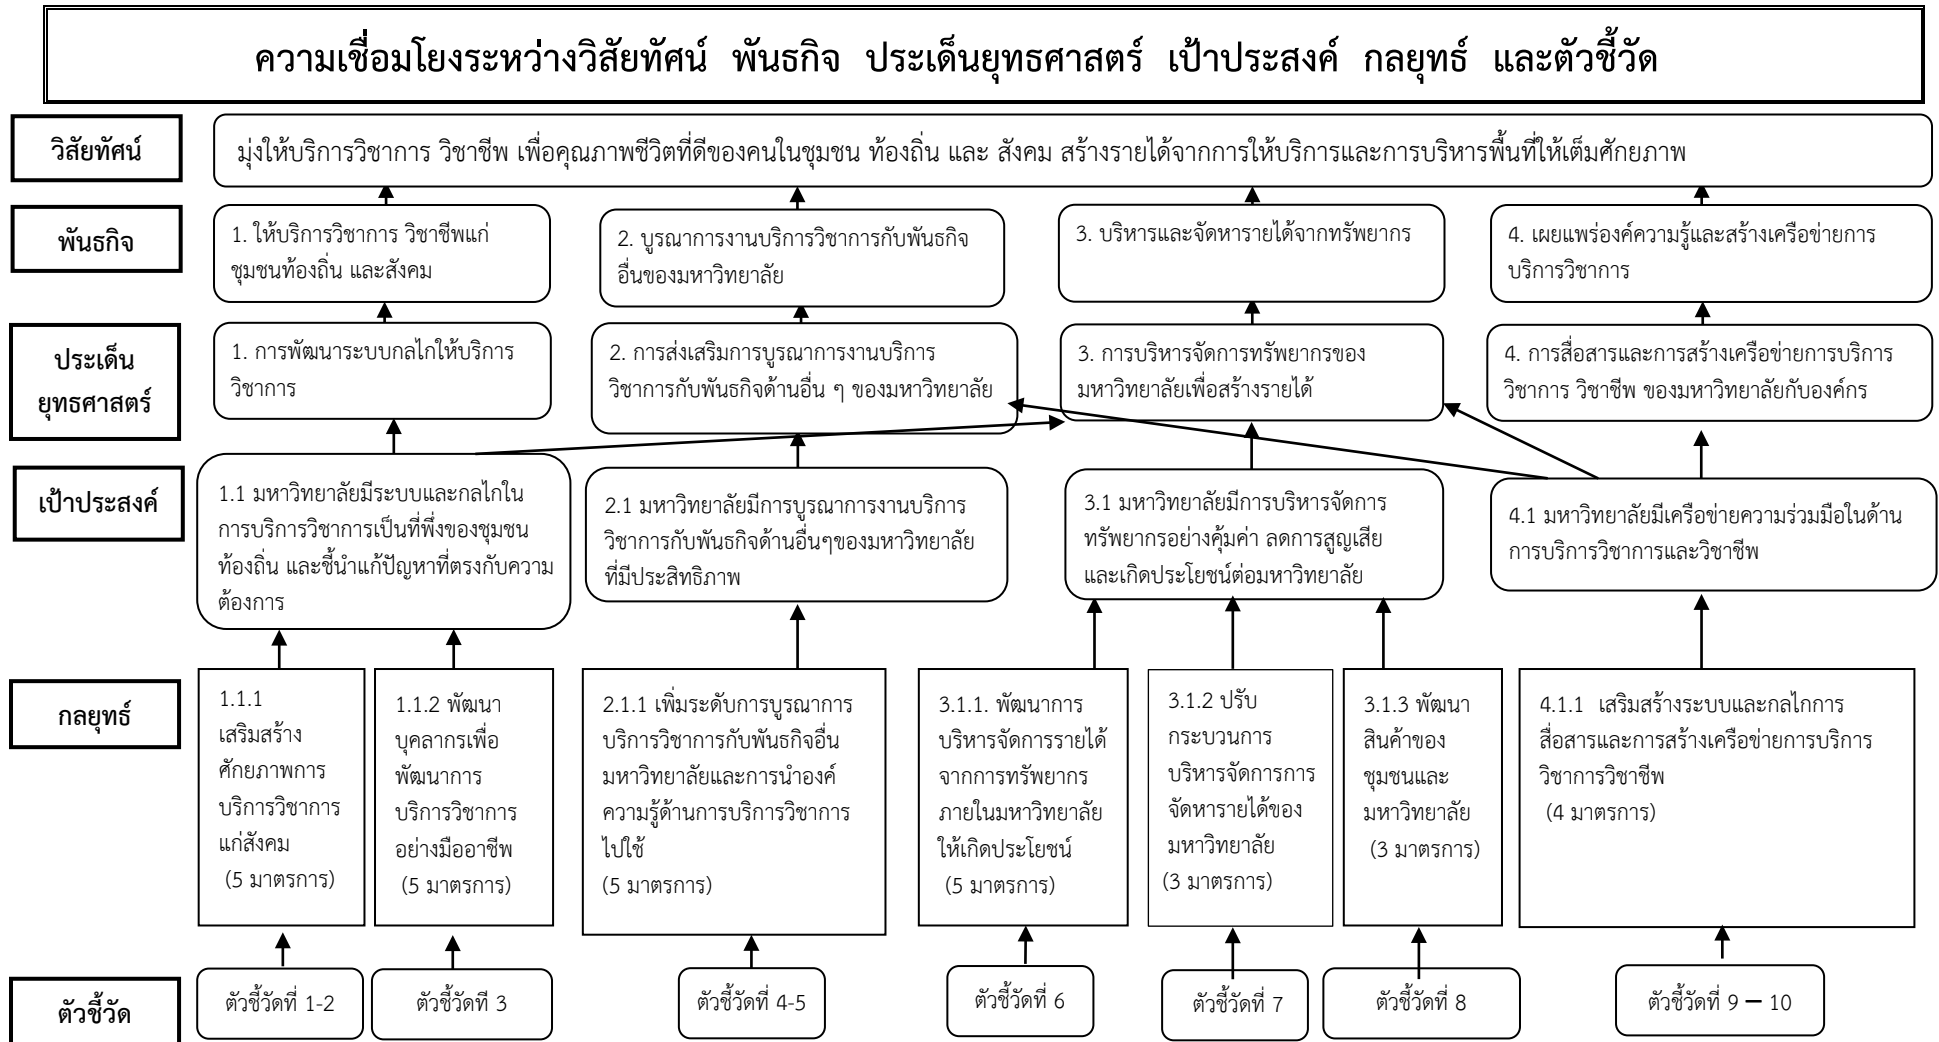 ความเชื่อมโยงระหว่างวิสัยทัศน์ พันธกิจ ประเด็นยุทธศาสตร์ เป้าประสงค์ กลยุทธ์ และตัวชี้วัด
วิสัยทัศน์
มุ่งให้บริการวิชาการ วิชาชีพ เพื่อคุณภาพชีวิตที่ดีของคนในชุมชน ท้องถิ่น และ สังคม สร้างรายได้จากการให้บริการและการบริหารพื้นที่ให้เต็มศักยภาพ
พันธกิจ
1. ให้บริการวิชาการ วิชาชีพแก่
ชุมชนท้องถิ่น และสังคม
2. บูรณาการงานบริการวิชาการกับพันธกิจ
อื่นของมหาวิทยาลัย
3. บริหารและจัดหารายได้จากทรัพยากร
4. เผยแพร่องค์ความรู้และสร้างเครือข่ายการ
บริการวิชาการ
ประเด็น
ยุทธศาสตร์
1. การพัฒนาระบบกลไกให้บริการ
วิชาการ
2. การส่งเสริมการบูรณาการงานบริการ
วิชาการกับพันธกิจด้านอื่น ๆ ของมหาวิทยาลัย
3. การบริหารจัดการทรัพยากรของ
มหาวิทยาลัยเพื่อสร้างรายได้
4. การสื่อสารและการสร้างเครือข่ายการบริการ
วิชาการ วิชาชีพ ของมหาวิทยาลัยกับองค์กร
เป้าประสงค์
1.1 มหาวิทยาลัยมีระบบและกลไกใน
การบริการวิชาการเป็นที่พึ่งของชุมชน
ท้องถิ่น และชี้นำแก้ปัญหาที่ตรงกับความ
ต้องการ
2.1 มหาวิทยาลัยมีการบูรณาการงานบริการ
วิชาการกับพันธกิจด้านอื่นๆของมหาวิทยาลัย
ที่มีประสิทธิภาพ
3.1 มหาวิทยาลัยมีการบริหารจัดการ
ทรัพยากรอย่างคุ้มค่า ลดการสูญเสีย
และเกิดประโยชน์ต่อมหาวิทยาลัย
4.1 มหาวิทยาลัยมีเครือข่ายความร่วมมือในด้าน
การบริการวิชาการและวิชาชีพ
กลยุทธ์
1.1.1
เสริมสร้าง
ศักยภาพการ
บริการวิชาการ
แก่สังคม
(5 มาตรการ)
1.1.2 พัฒนา
บุคลากรเพื่อ
พัฒนาการ
บริการวิชาการ
อย่างมืออาชีพ
(5 มาตรการ)
2.1.1 เพิ่มระดับการบูรณาการ
บริการวิชาการกับพันธกิจอื่น
มหาวิทยาลัยและการนำองค์
ความรู้ด้านการบริการวิชาการ
ไปใช้
(5 มาตรการ)
3.1.1. พัฒนาการ
บริหารจัดการรายได้
จากการทรัพยากร
ภายในมหาวิทยาลัย
ให้เกิดประโยชน์
(5 มาตรการ)
3.1.2 ปรับ
กระบวนการ
บริหารจัดการการ
จัดหารายได้ของ
มหาวิทยาลัย
(3 มาตรการ)
3.1.3 พัฒนา
สินค้าของ
ชุมชนและ
มหาวิทยาลัย
(3 มาตรการ)
4.1.1 เสริมสร้างระบบและกลไกการ
สื่อสารและการสร้างเครือข่ายการบริการ
วิชาการวิชาชีพ
(4 มาตรการ)
ตัวชี้วัด
ตัวชี้วัดที่ 1-2
ตัวชี้วัดที 3
ตัวชี้วัดที่ 4-5
ตัวชี้วัดที่ 6
ตัวชี้วัดที่ 7
ตัวชี้วัดที่ 8
ตัวชี้วัดที่ 9 – 10